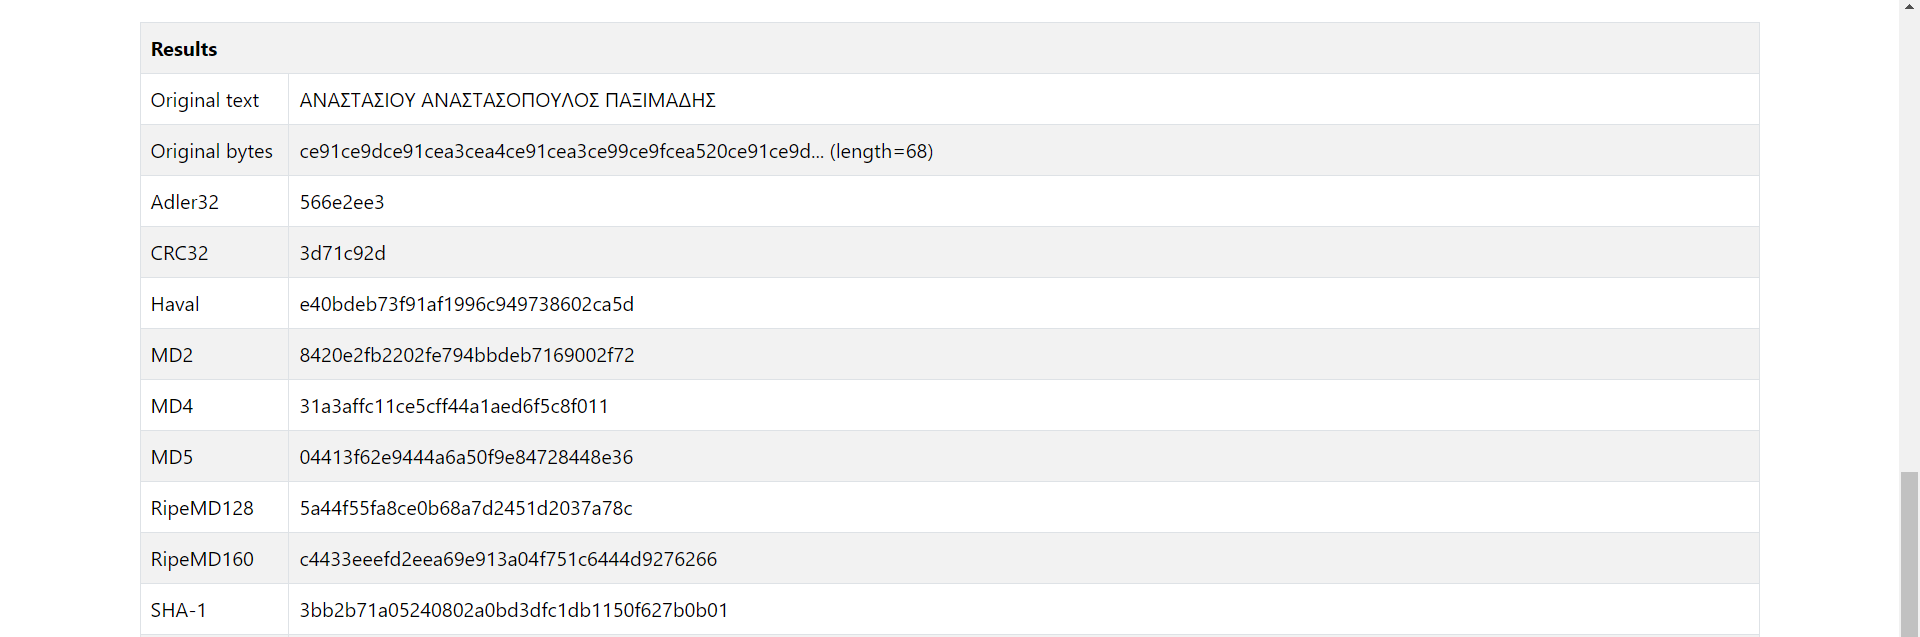 Results
Original text ΑΝΑΣΤΑΣΙΟΥ ΑΝΑΣΤΑΣΟΠΟΥΛΟΣ ΠΑΞΙΜΑΔΗΣ
Original bytes ce91ce9dce91cea3cea4ce91cea3ce99ce9fcea520ce91ce9d... (length=68)
Adler32 566e2ee3
CRC32 3d71c92d
Haval e40bdeb73f91af1996c949738602ca5d
MD2 8420e2fb2202fe794bbdeb7169002f72
MD4 31a3affc11ce5cff44a1aed6f5c8f011
MD5 04413f62e9444a6a50f9e84728448e36
RipeMD128 5a44f55fa8ce0b68a7d2451d2037a78c
RipeMD160 c4433eeefd2eea69e913a04f751c6444d9276266
SHA-1 3bb2b71a05240802a0bd3dfc1db1150f627b0b01